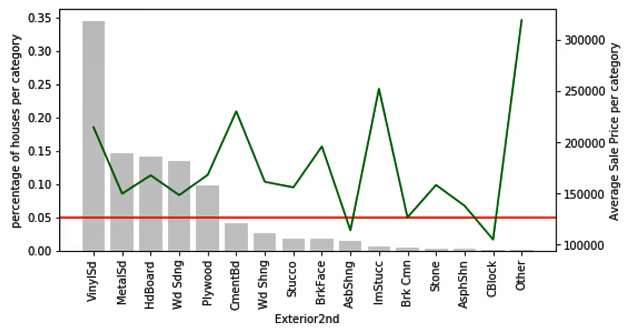 percentage of houses per category
0.35
0.30
0.25
0.20
0.15
0.10
0.05
0.00
300000
250000
200000
150000
100000
Average Sale Price per category
VinylSd
MetalSd
HdBoard
Wd Sdng
Plywood
CmentBd
Wd Shng
Stucco
BrkFace
AsbShng
ImStucc
Brk Cmn
Stone
AsphShn
CBlock
Other
Exterior2nd